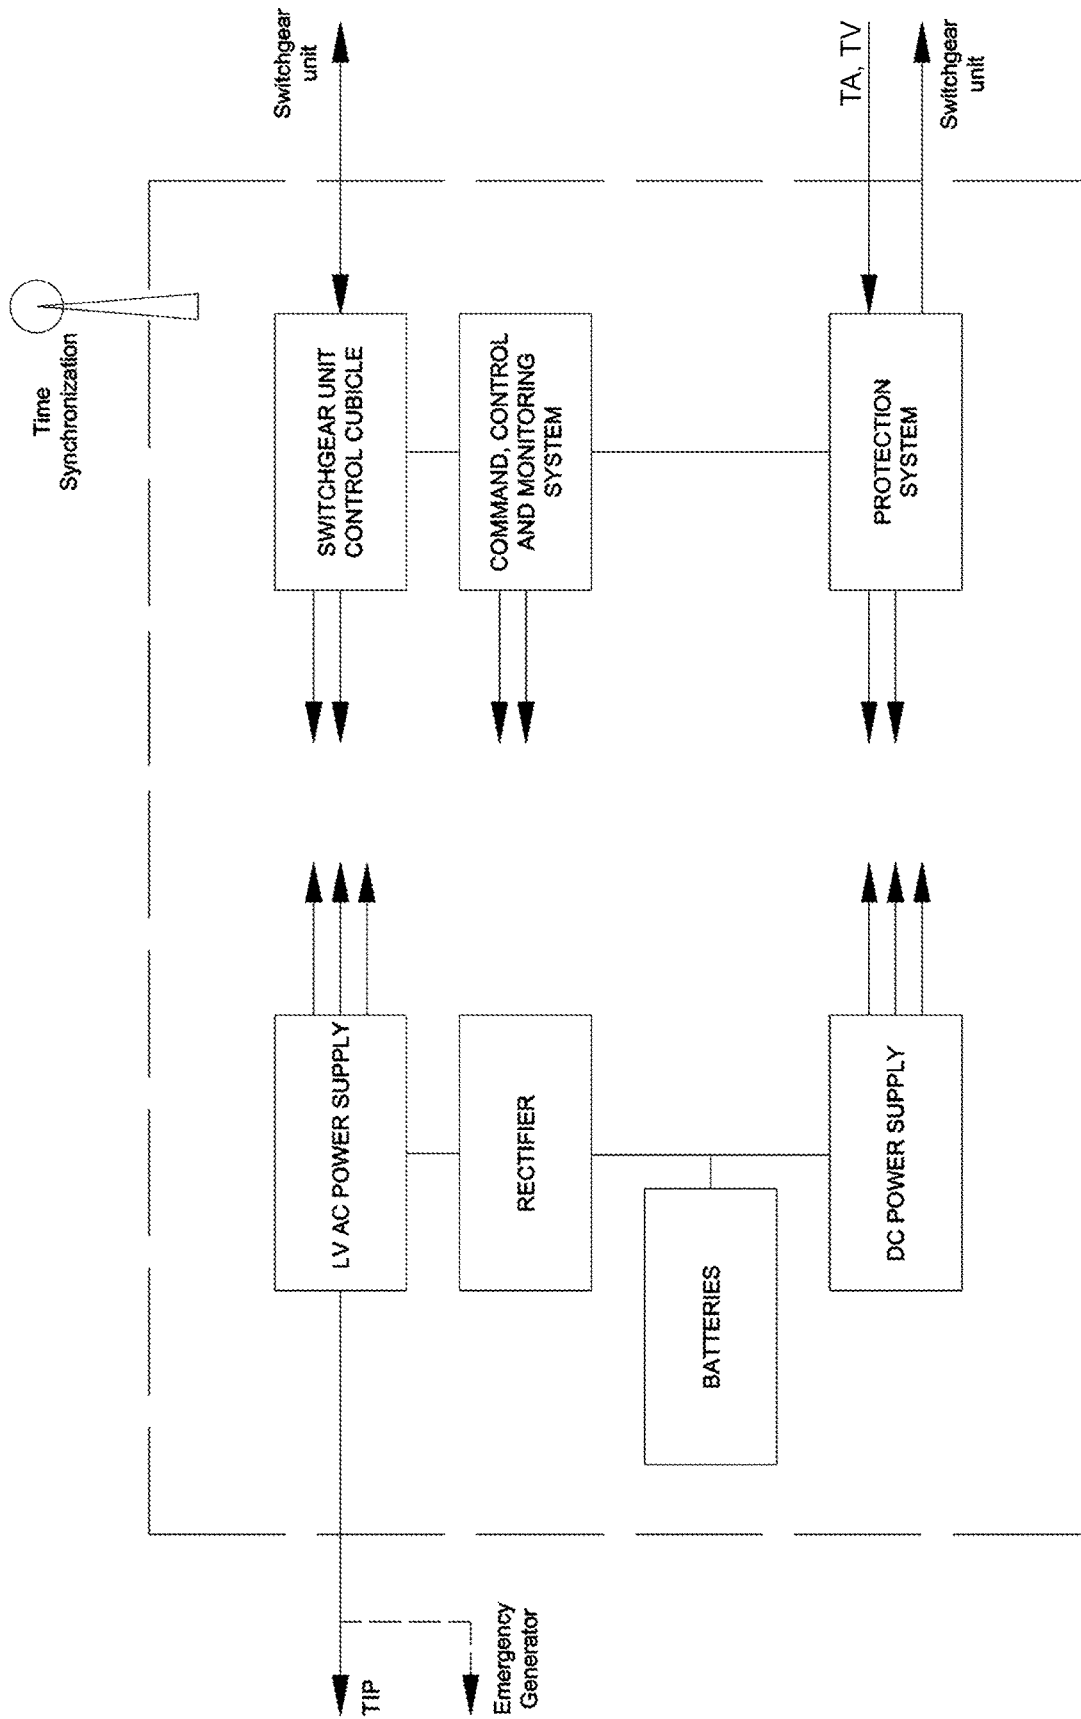 Time
Synchronization
TIP
Emergency
Generator
LV AC POWER SUPPLY
RECTIFIER
BATTERIES
DC POWER SUPPLY
SWITCHGEAR UNIT
CONTROL CUBICLE
COMMAND, CONTROL
AND MONITORING
SYSTEM
PROTECTION
SYSTEM
Switchgear
unit
TA, TV
Switchgear
unit